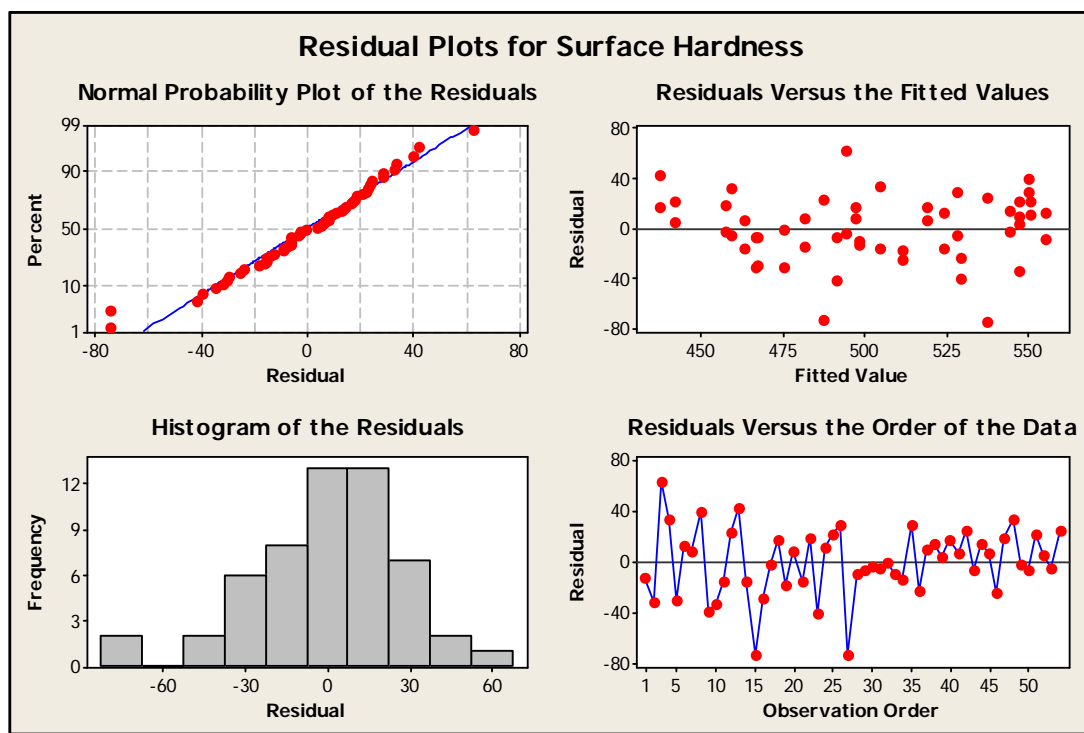 Residual Plots for Surface Hardness
Normal Probability Plot of the Residuals
Percent
99
90
50
10
1
-80 -40 0 40 80
Residual
Residuals Versus the Fitted Values
Residual
80
40
0
-40
-80
450 475 500 525 550
Fitted Value
Histogram of the Residuals
Frequency
12
9
6
3
0
-60 -30 0 30 60
Residual
Residuals Versus the Order of the Data
Residual
80
40
0
-40
-80
1 5 10 15 20 25 30 35 40 45 50
Observation Order